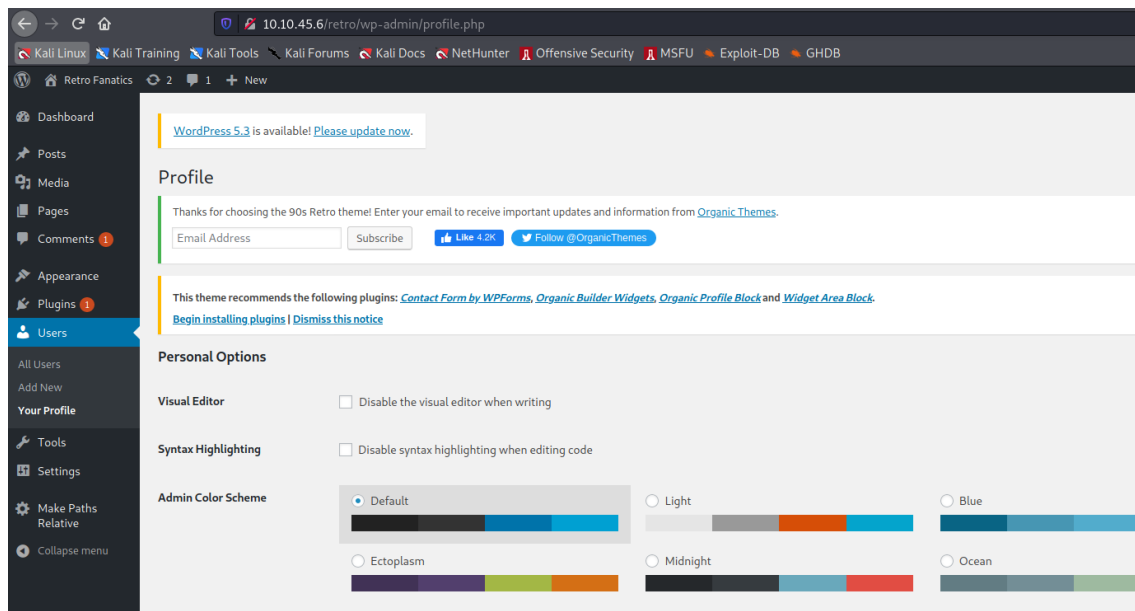 10.10.45.6/retro/wp-admin/profile.php
Kali Linux Kali Training Kali Tools Kali Forums Kali Docs NetHunter Offensive Security MSFU Exploit-DB GHDB
Retro Fanatics 2 1 New
Dashboard
Posts
Media
Pages
Comments 1
Appearance
Plugins 1
Users
All Users
Add New
Your Profile
Tools
Settings
Make Paths
Relative
Collapse menu
WordPress 5.3 is available! Please update now.
Profile
Thanks for choosing the 90s Retro theme! Enter your email to receive important updates and information from Organic Themes.
Email Address Subscribe Like 4.2K Follow @OrganicThemes
This theme recommends the following plugins: Contact Form by WPForms, Organic Builder Widgets, Organic Profile Block and Widget Area Block.
Begin installing plugins | Dismiss this notice
Personal Options
Visual Editor Disable the visual editor when writing
Syntax Highlighting Disable syntax highlighting when editing code
Admin Color Scheme Default Light Blue
Ectoplasm Midnight Ocean